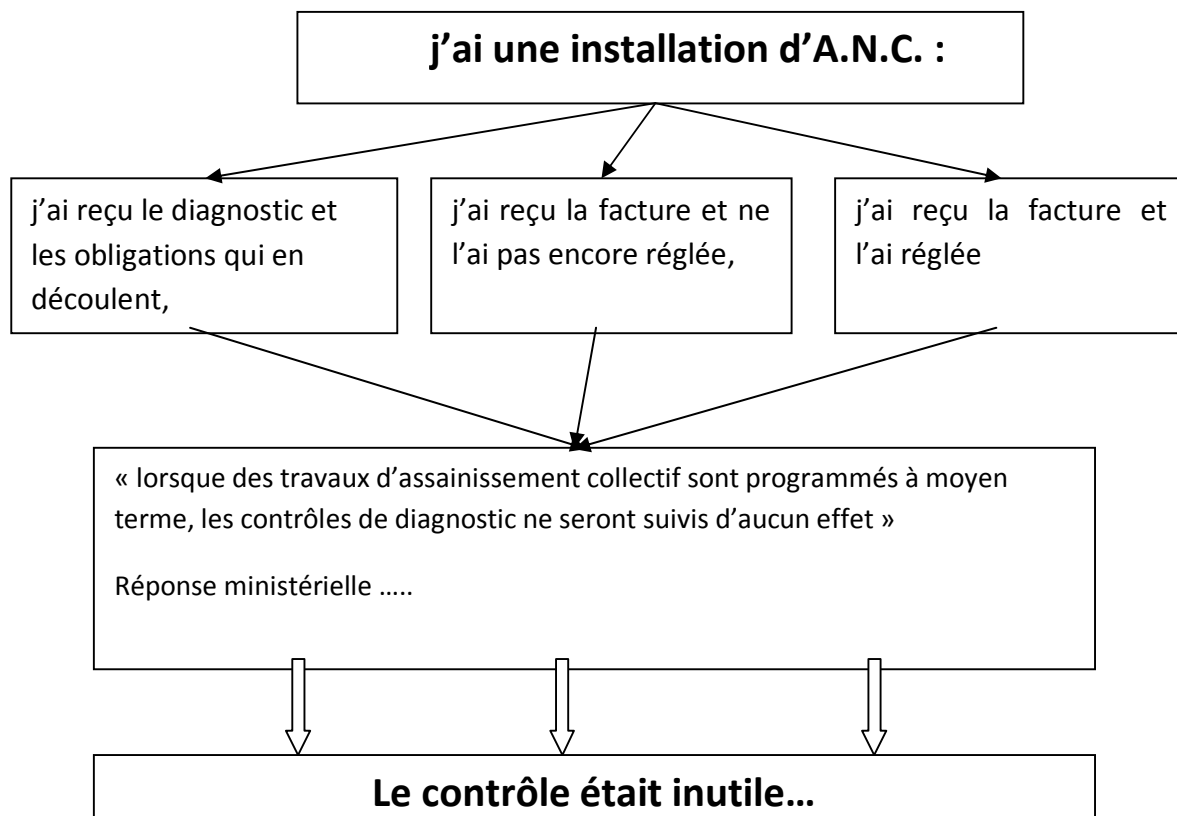 j’ai une installation d’A.N.C. :
j’ai reçu le diagnostic et
les obligations qui en
découlent,
j’ai reçu la facture et ne
l’ai pas encore réglée,
j’ai reçu la facture et
l’ai réglée
« lorsque des travaux d’assainissement collectif sont programmés à moyen
terme, les contrôles de diagnostic ne seront suivis d’aucun effet »
Réponse ministérielle …..
Le contrôle était inutile…